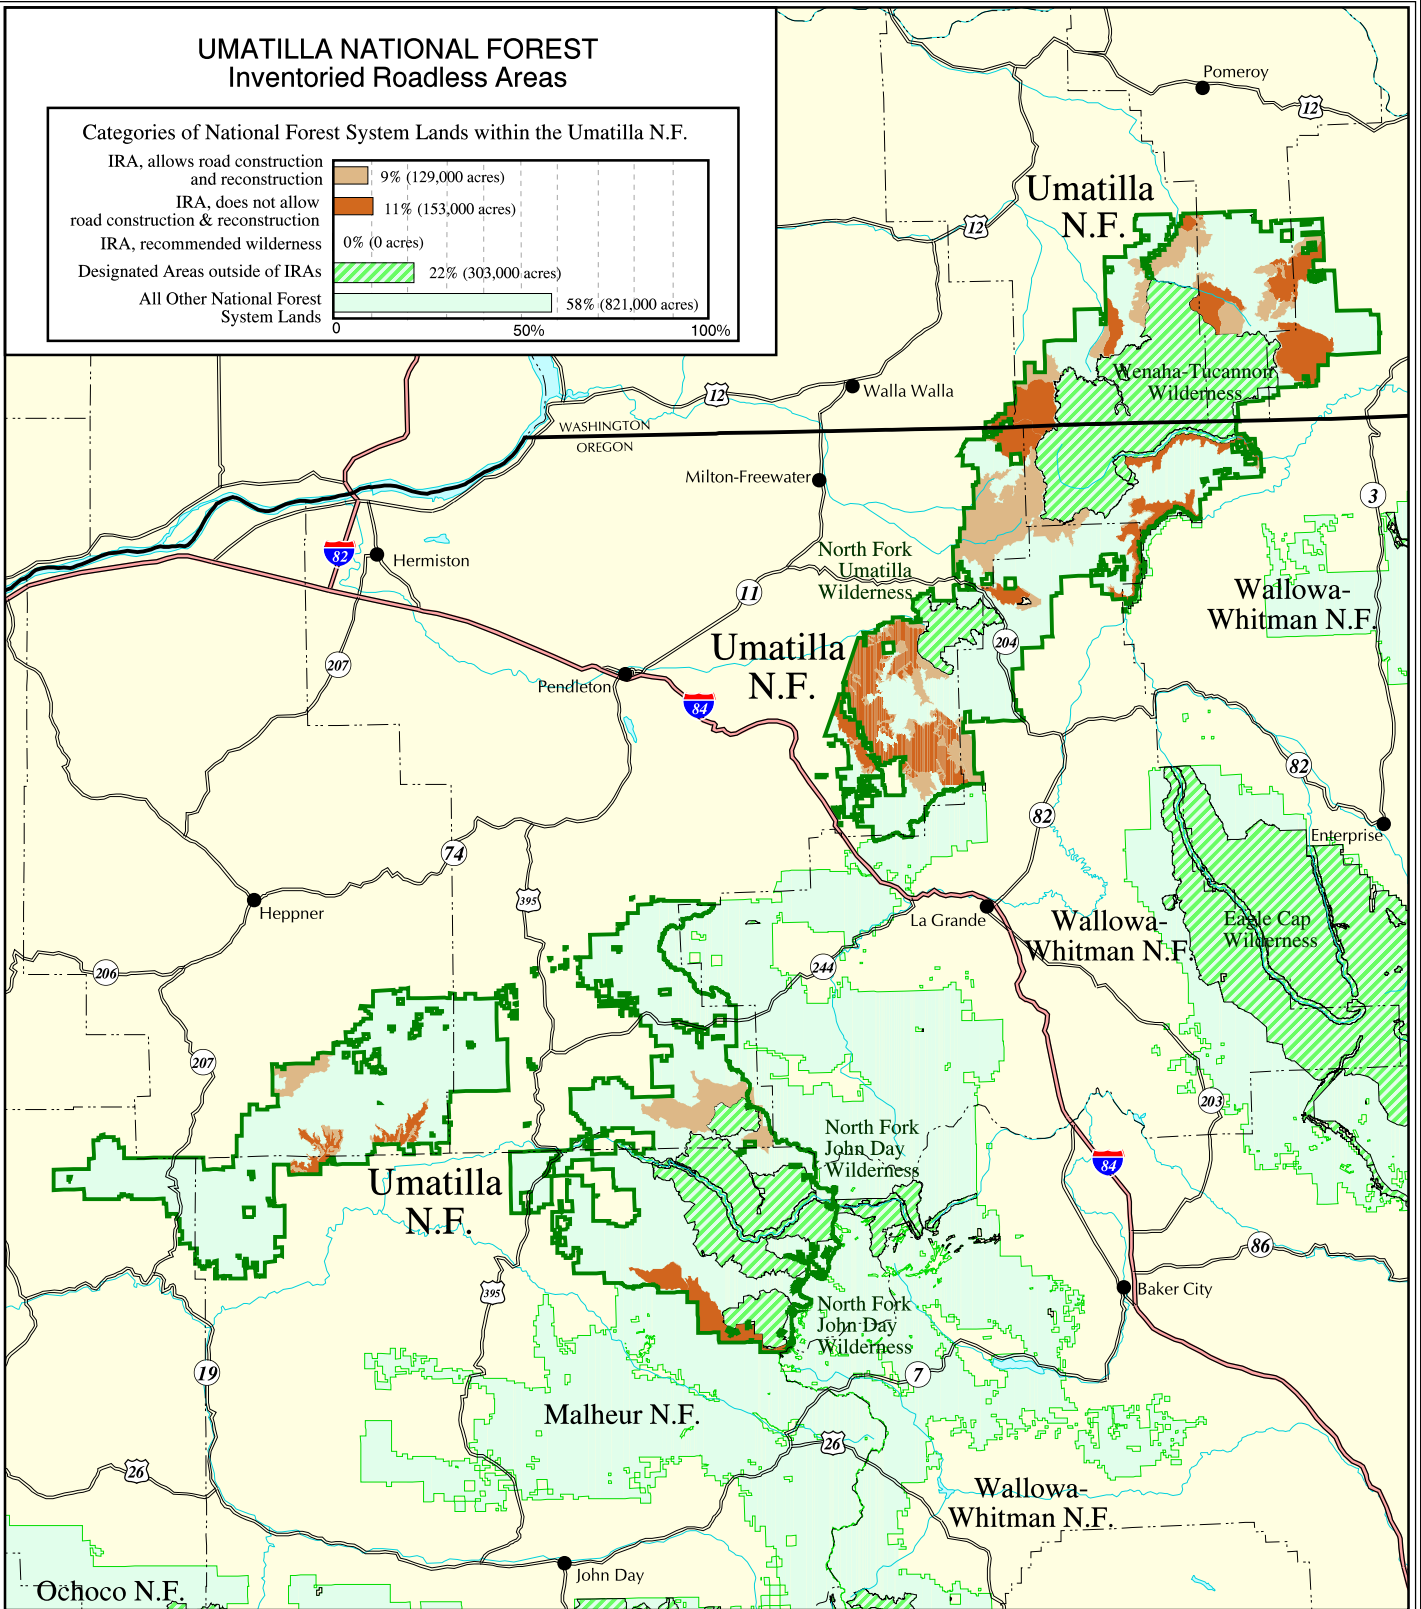 UMATILLA NATIONAL FOREST
Inventoried Roadless Areas
Categories of National Forest System Lands within the Umatilla N.F.
IRA, allows road construction
and reconstruction
9% (129,000 acres)
IRA, does not allow
road construction & reconstruction
11% (153,000 acres)
IRA, recommended wilderness
0% (0 acres)
Designated Areas outside of IRAs
22% (303,000 acres)
All Other National Forest
System Lands
58% (821,000 acres)
0
50%
100%
Pomeroy
12
Umatilla
N.F.
12
Wenaha-Tucannon
Wilderness
Walla Walla
12
WASHINGTON
OREGON
Milton-Freewater
3
82
Hermiston
North Fork
Umatilla
Wilderness
11
Wallowa-
Whitman N.F.
204
207
Umatilla
N.F.
Pendleton
84
82
82
Enterprise
74
395
Heppner
La Grande
Wallowa-
Whitman N.F.
Eagle Cap
Wilderness
206
244
207
203
North Fork
John Day
Wilderness
84
Umatilla
N.F.
86
395
Baker City
North Fork
John Day
Wilderness
19
7
Malheur N.F.
26
26
Wallowa-
Whitman N.F.
John Day
Ochoco N.F.